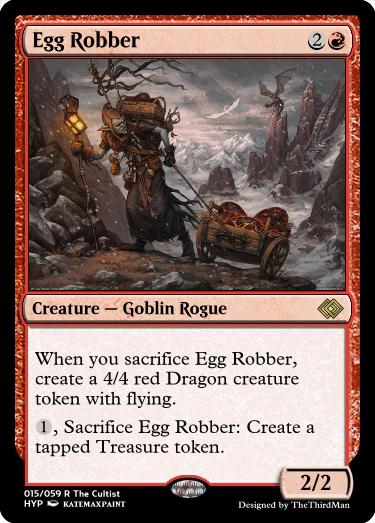 Egg Robber 2
Creature — Goblin Rogue
When you sacrifice Egg Robber,
create a 4/4 red Dragon creature
token with flying.
1, Sacrifice Egg Robber: Create a
tapped Treasure token.
2/2
015/059 R The Cultist
HYP KATEMAXPAINT
Designed by TheThirdMan